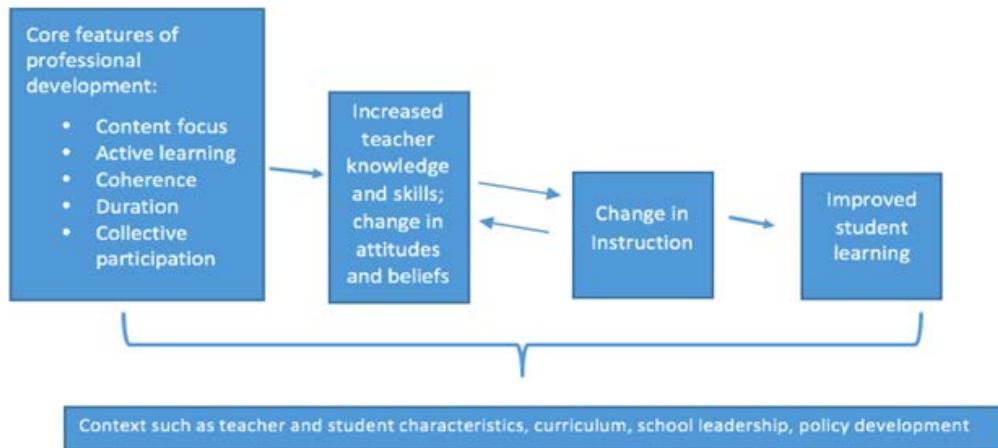 Core features of
professional
development:
• Content focus
• Active learning
• Coherence
• Duration
• Collective
participation
Increased
teacher
knowledge
and skills;
change in
attitudes
and beliefs
Change in
Instruction
Improved
student
learning
Context such as teacher and student characteristics, curriculum, school leadership, policy development